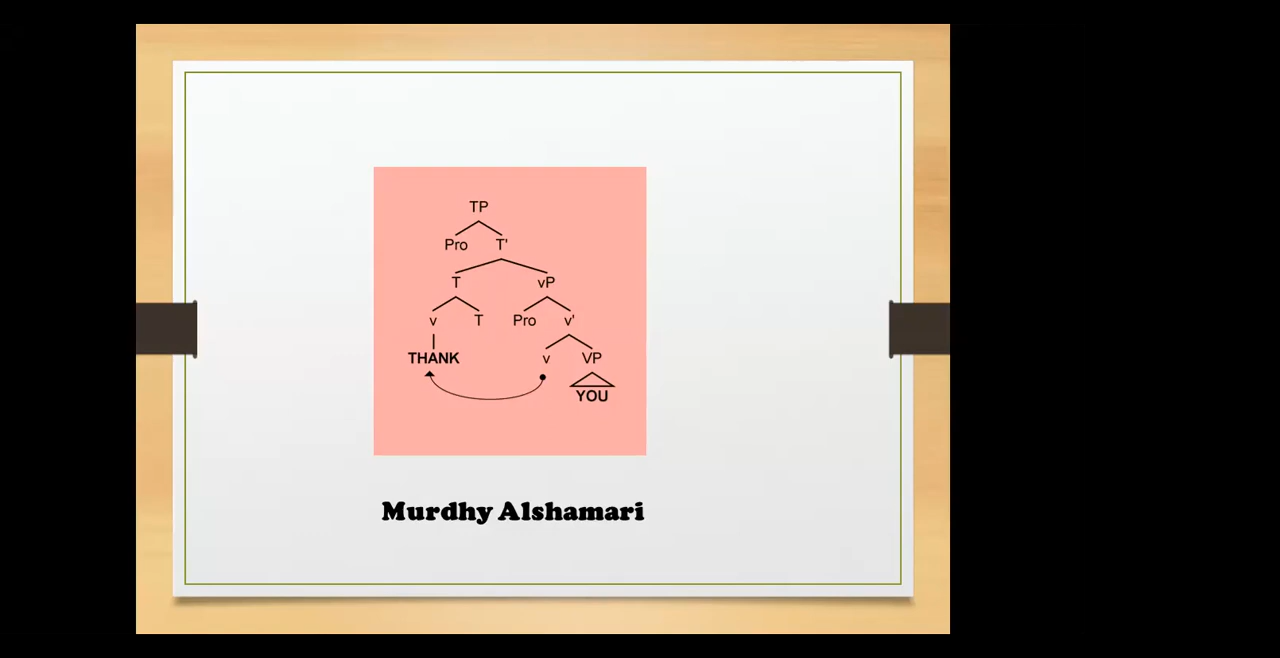 TP
Pro T'
T vP
v T Pro v'
THANK v VP
YOU
Murdhy Alshamari